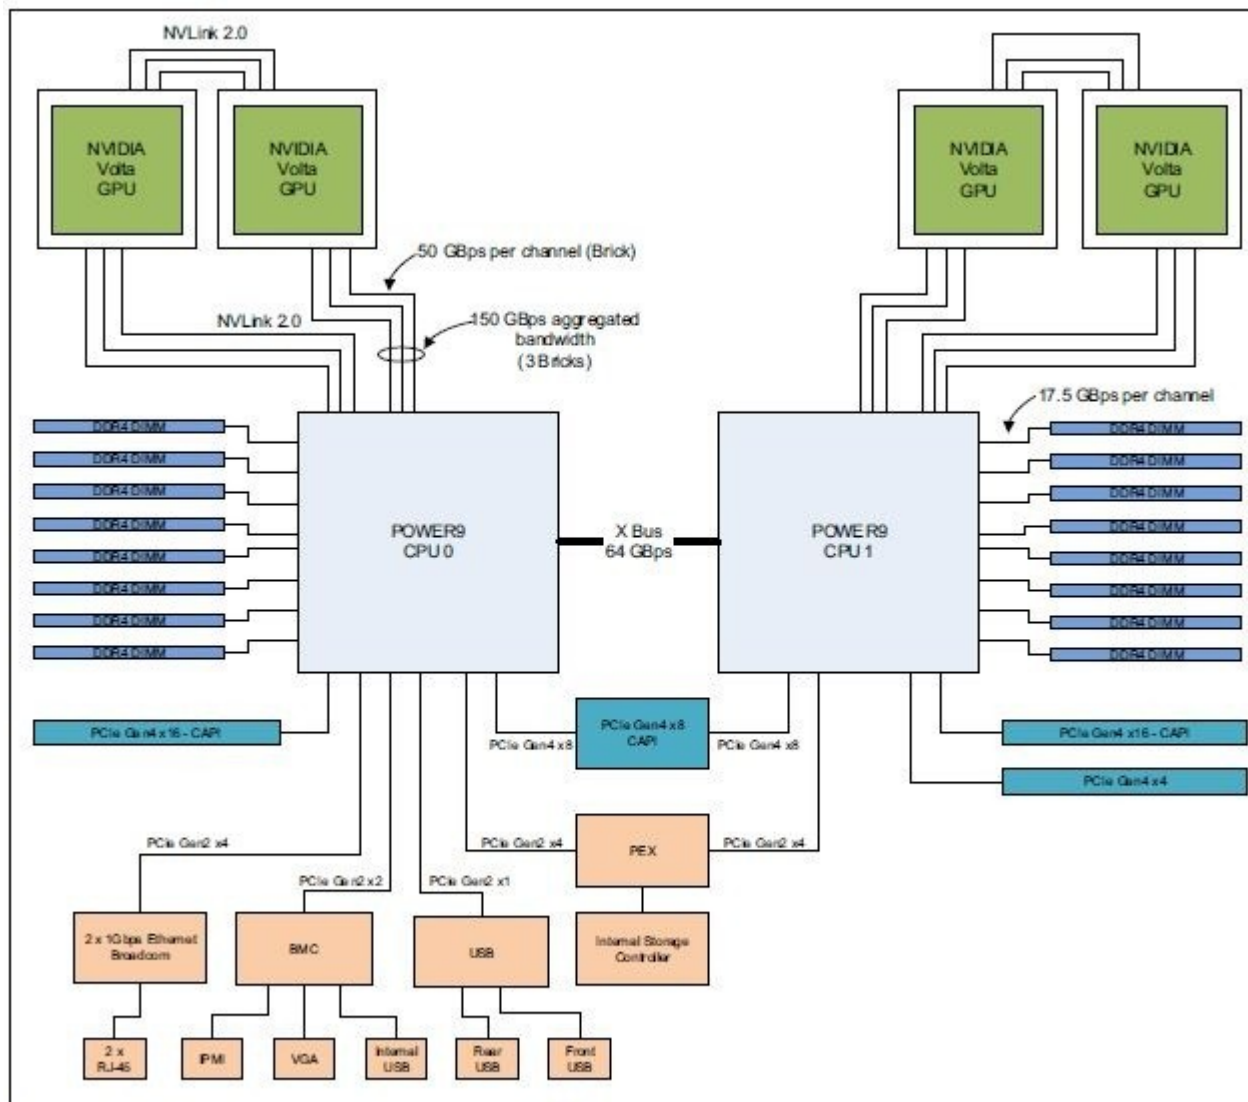 NVLink 2.0
NVIDIA
Volta
GPU
NVIDIA
Volta
GPU
NVIDIA
Volta
GPU
NVIDIA
Volta
GPU
50 GBps per channel (Brick)
NVLink 2.0
150 GBps aggregated
bandwidth
(3 Bricks)
17.5 GBps per channel
DDR4 DIMM
DDR4 DIMM
DDR4 DIMM
DDR4 DIMM
DDR4 DIMM
DDR4 DIMM
DDR4 DIMM
DDR4 DIMM
POWER9
CPU 0
X Bus
64 GBps
POWER9
CPU 1
DDR4 DIMM
DDR4 DIMM
DDR4 DIMM
DDR4 DIMM
DDR4 DIMM
DDR4 DIMM
DDR4 DIMM
DDR4 DIMM
PCIe Gen4 x16 - CAPI
PCIe Gen4 x8
PCIe Gen4 x8
CAPI
PCIe Gen4 x8
PCIe Gen4 x16 - CAPI
PCIe Gen4 x4
PCIe Gen2 x4
PCIe Gen2 x2
PCIe Gen2 x1
PCIe Gen2 x4
PEX
PCIe Gen2 x4
2 x 1Gbps Ethernet
Broadcom
BMC
USB
Internal Storage
Controller
2 x
RJ-45
IPMI
VGA
Internal
USB
Rear
USB
Front
USB